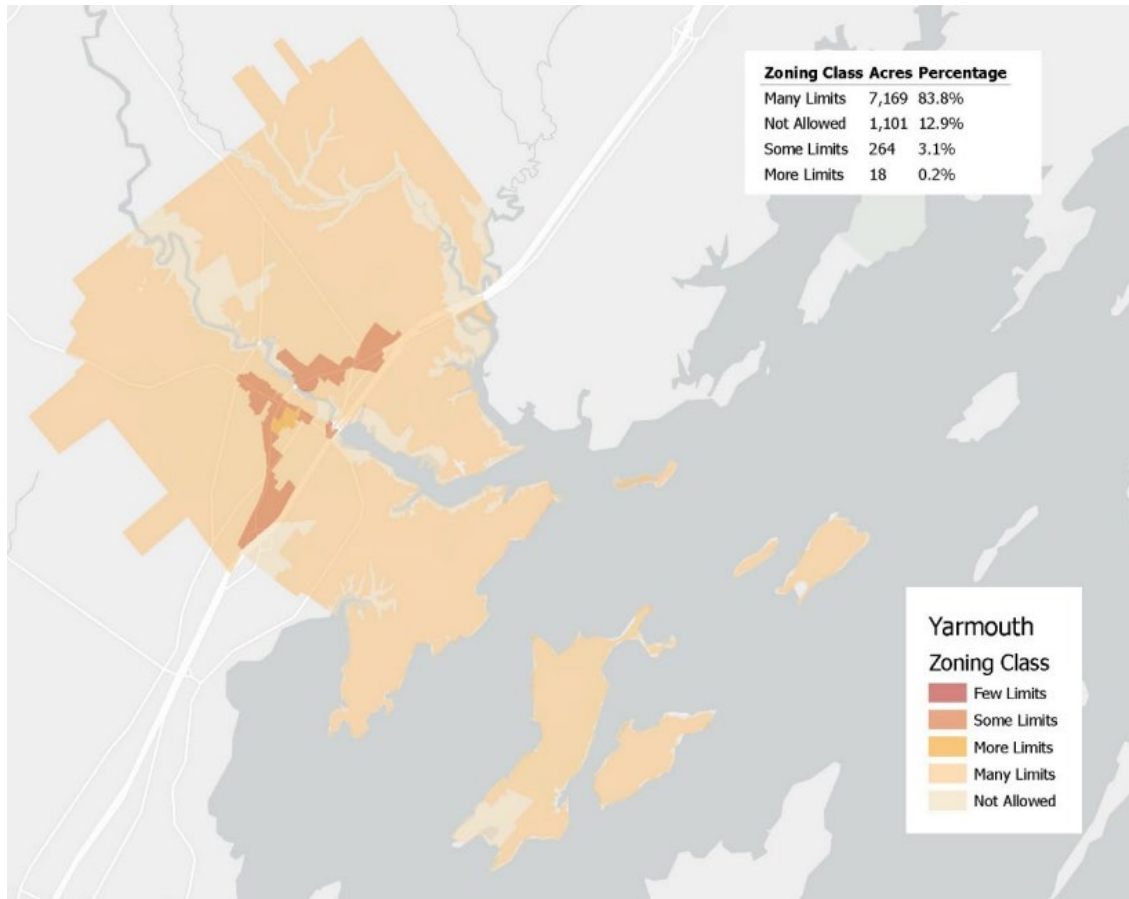 Zoning Class Acres Percentage
Many Limits 7,169 83.8%
Not Allowed 1,101 12.9%
Some Limits 264 3.1%
More Limits 18 0.2%
Yarmouth
Zoning Class
Few Limits
Some Limits
More Limits
Many Limits
Not Allowed